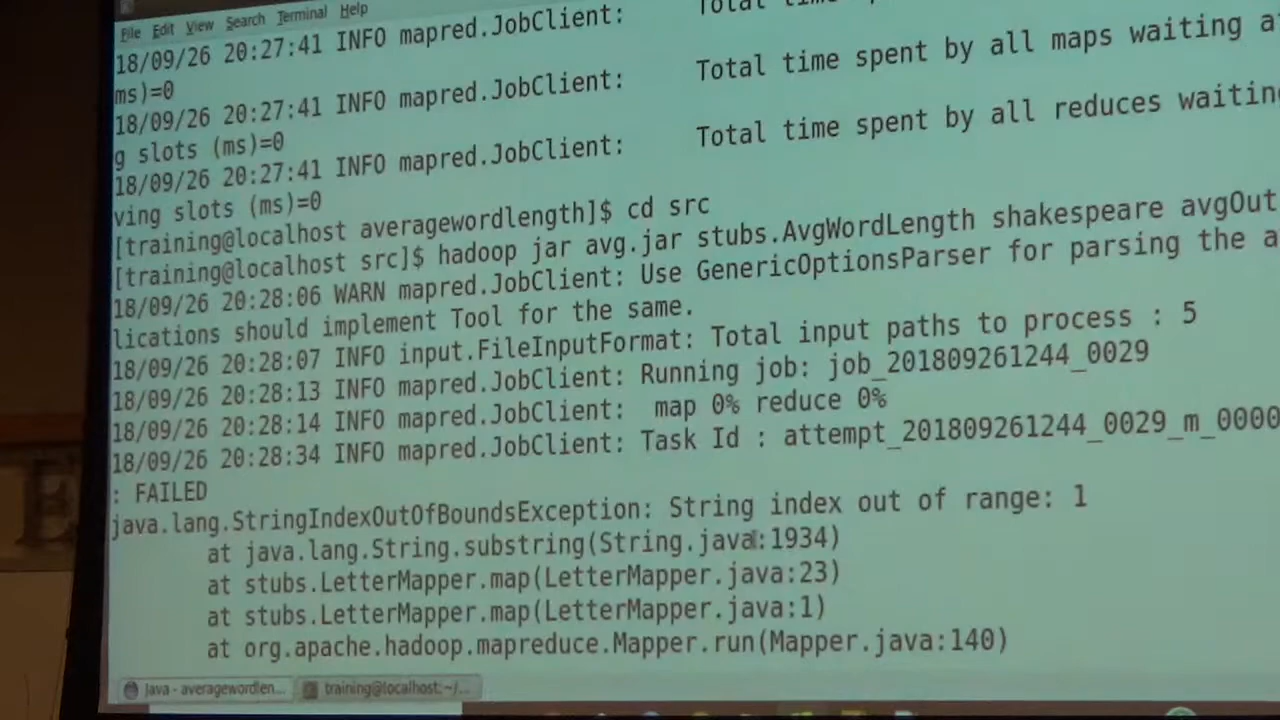 File Edit View Search Terminal Help
18/09/26 20:27:41 INFO mapred.JobClient: Total
18/09/26 20:27:41 INFO mapred.JobClient: Total time spent by all maps waiting
ms)=0
18/09/26 20:27:41 INFO mapred.JobClient: Total time spent by all reduces
g slots (ms)=0
18/09/26 20:27:41 INFO mapred.JobClient:
ving slots (ms)=0
[training@localhost averagewordlength]$ cd src
[training@localhost src]$ hadoop jar avg.jar stubs.AvgWordLength shakespeare avgOut
18/09/26 20:28:06 WARN mapred.JobClient: Use GenericOptionsParser for parsing the
lications should implement Tool for the same.
18/09/26 20:28:07 INFO input.FileInputFormat: Total input paths to process : 5
18/09/26 20:28:13 INFO mapred.JobClient: Running job: job_201809261244_0029
18/09/26 20:28:14 INFO mapred.JobClient: map 0% reduce 0%
18/09/26 20:28:34 INFO mapred.JobClient: Task Id : attempt_201809261244_0029_m_0000
: FAILED
java.lang.StringIndexOutOfBoundsException: String index out of range: 1
at java.lang.String.substring(String.java:1934)
at stubs.LetterMapper.map(LetterMapper.java:23)
at stubs.LetterMapper.map(LetterMapper.java:1)
at org.apache.hadoop.mapreduce.Mapper.run(Mapper.java:140)
Java - averagewordlen... training@localhost:~/...